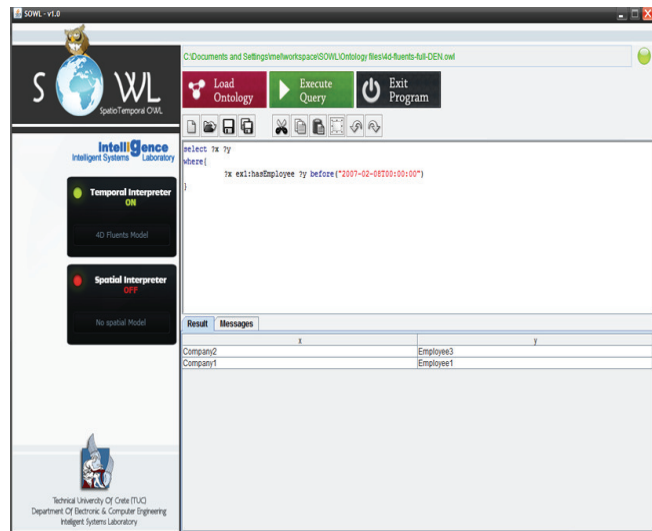 SOWL - v1.0
C:\Documents and Settings\mel\workspace\SOWL\Ontology files\4d-fluents-full-DEN.owl
S WL
SpatioTemporal OWL
Load
Ontology
Execute
Query
Exit
Program
Intelligence
Intelligent Systems Laboratory
select ?x ?y
where{
?x ex1:hasEmployee ?y before("2007-02-08T00:00:00")
}
Temporal Interpreter
ON
4D Fluents Model
Spatial Interpreter
OFF
No spatial Model
Result Messages
x y
Company2 Employee3
Company1 Employee1
Technical University Of Crete (TUC)
Department Of Electronic & Computer Engineering
Intelligent Systems Laboratory